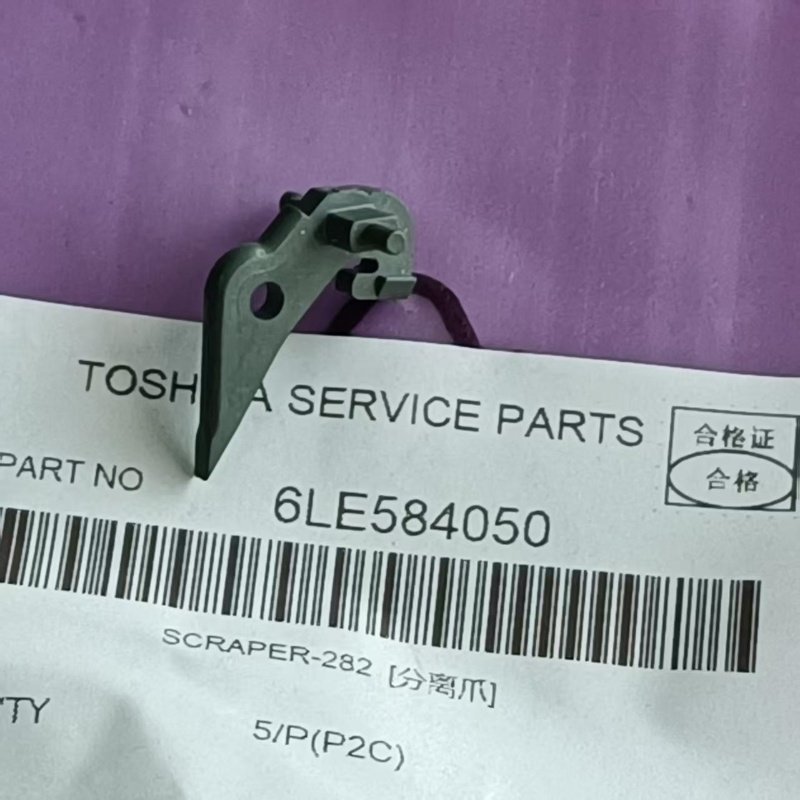 TOSH A SERVICE PARTS
合格证
合格
PART NO
6LE584050
SCRAPER-282 [分离爪]
TY
5/P(P2C)